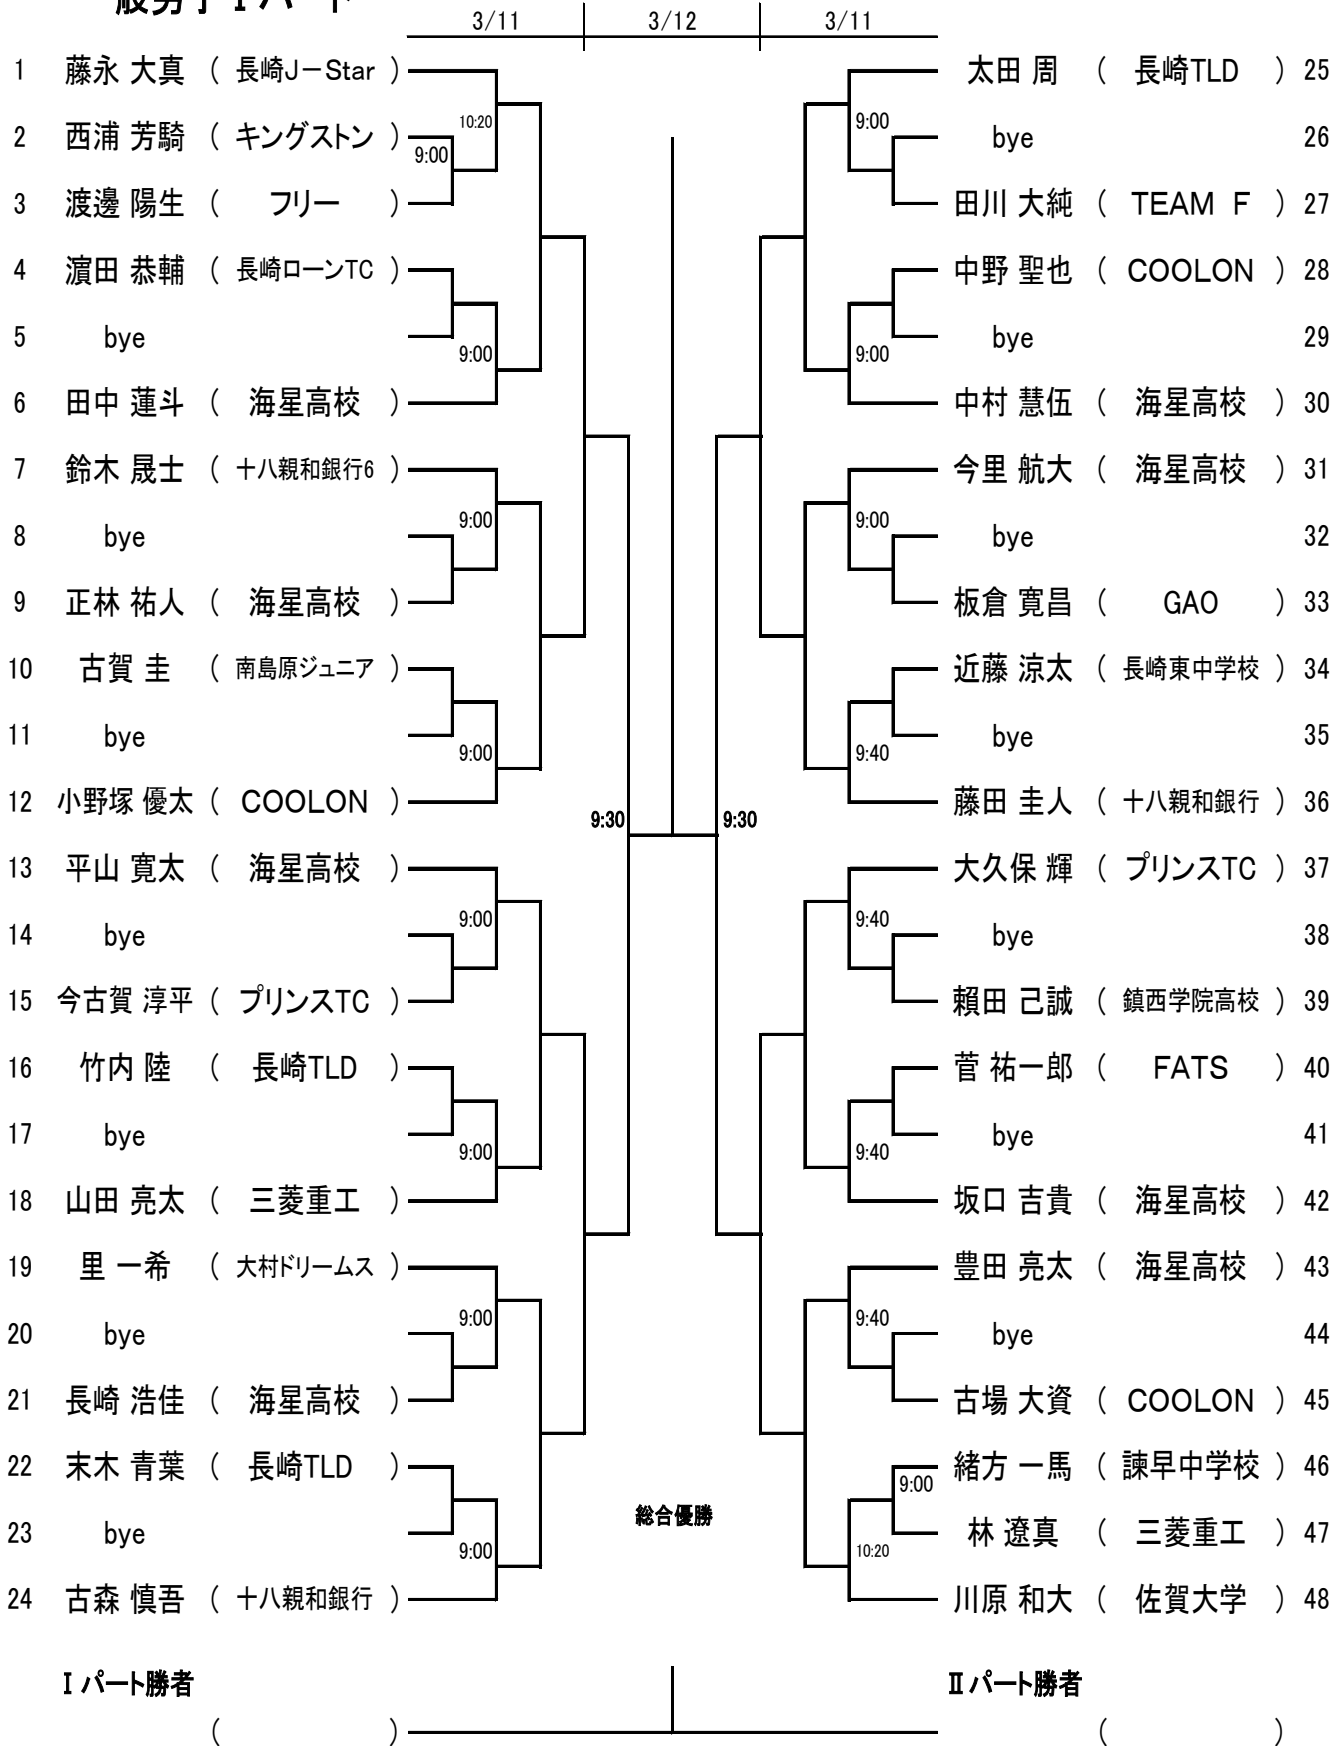 般男子 I パート
3/11 3/12 3/11
1 藤永 大真 ( 長崎J－Star )
2 西浦 芳騎 ( キングストン )
3 渡邊 陽生 ( フリー )
4 濵田 恭輔 ( 長崎ローンTC )
5 bye
6 田中 蓮斗 ( 海星高校 )
7 鈴木 晟士 ( 十八親和銀行6 )
8 bye
9 正林 祐人 ( 海星高校 )
10 古賀 圭 ( 南島原ジュニア )
11 bye
12 小野塚 優太 ( COOLON )
13 平山 寛太 ( 海星高校 )
14 bye
15 今古賀 淳平 ( プリンスTC )
16 竹内 陸 ( 長崎TLD )
17 bye
18 山田 亮太 ( 三菱重工 )
19 里 一希 ( 大村ドリームス )
20 bye
21 長崎 浩佳 ( 海星高校 )
22 末木 青葉 ( 長崎TLD )
23 bye
24 古森 慎吾 ( 十八親和銀行 )
10:20
9:00
9:00
9:00
9:00
9:00
9:00
9:00
9:00
9:30 9:30
総合優勝
太田 周 ( 長崎TLD ) 25
bye 26
田川 大純 ( TEAM F ) 27
中野 聖也 ( COOLON ) 28
bye 29
中村 慧伍 ( 海星高校 ) 30
今里 航大 ( 海星高校 ) 31
bye 32
板倉 寛昌 ( GAO ) 33
近藤 涼太 ( 長崎東中学校 ) 34
bye 35
藤田 圭人 ( 十八親和銀行 ) 36
大久保 輝 ( プリンスTC ) 37
bye 38
賴田 己誠 ( 鎮西学院高校 ) 39
菅 祐一郎 ( FATS ) 40
bye 41
坂口 吉貴 ( 海星高校 ) 42
豊田 亮太 ( 海星高校 ) 43
bye 44
古場 大資 ( COOLON ) 45
緒方 一馬 ( 諫早中学校 ) 46
林 遼真 ( 三菱重工 ) 47
川原 和大 ( 佐賀大学 ) 48
9:00
9:00
9:00
9:40
9:40
9:40
9:40
9:00
10:20
I パート勝者 Ⅱ パート勝者
( ) ( )